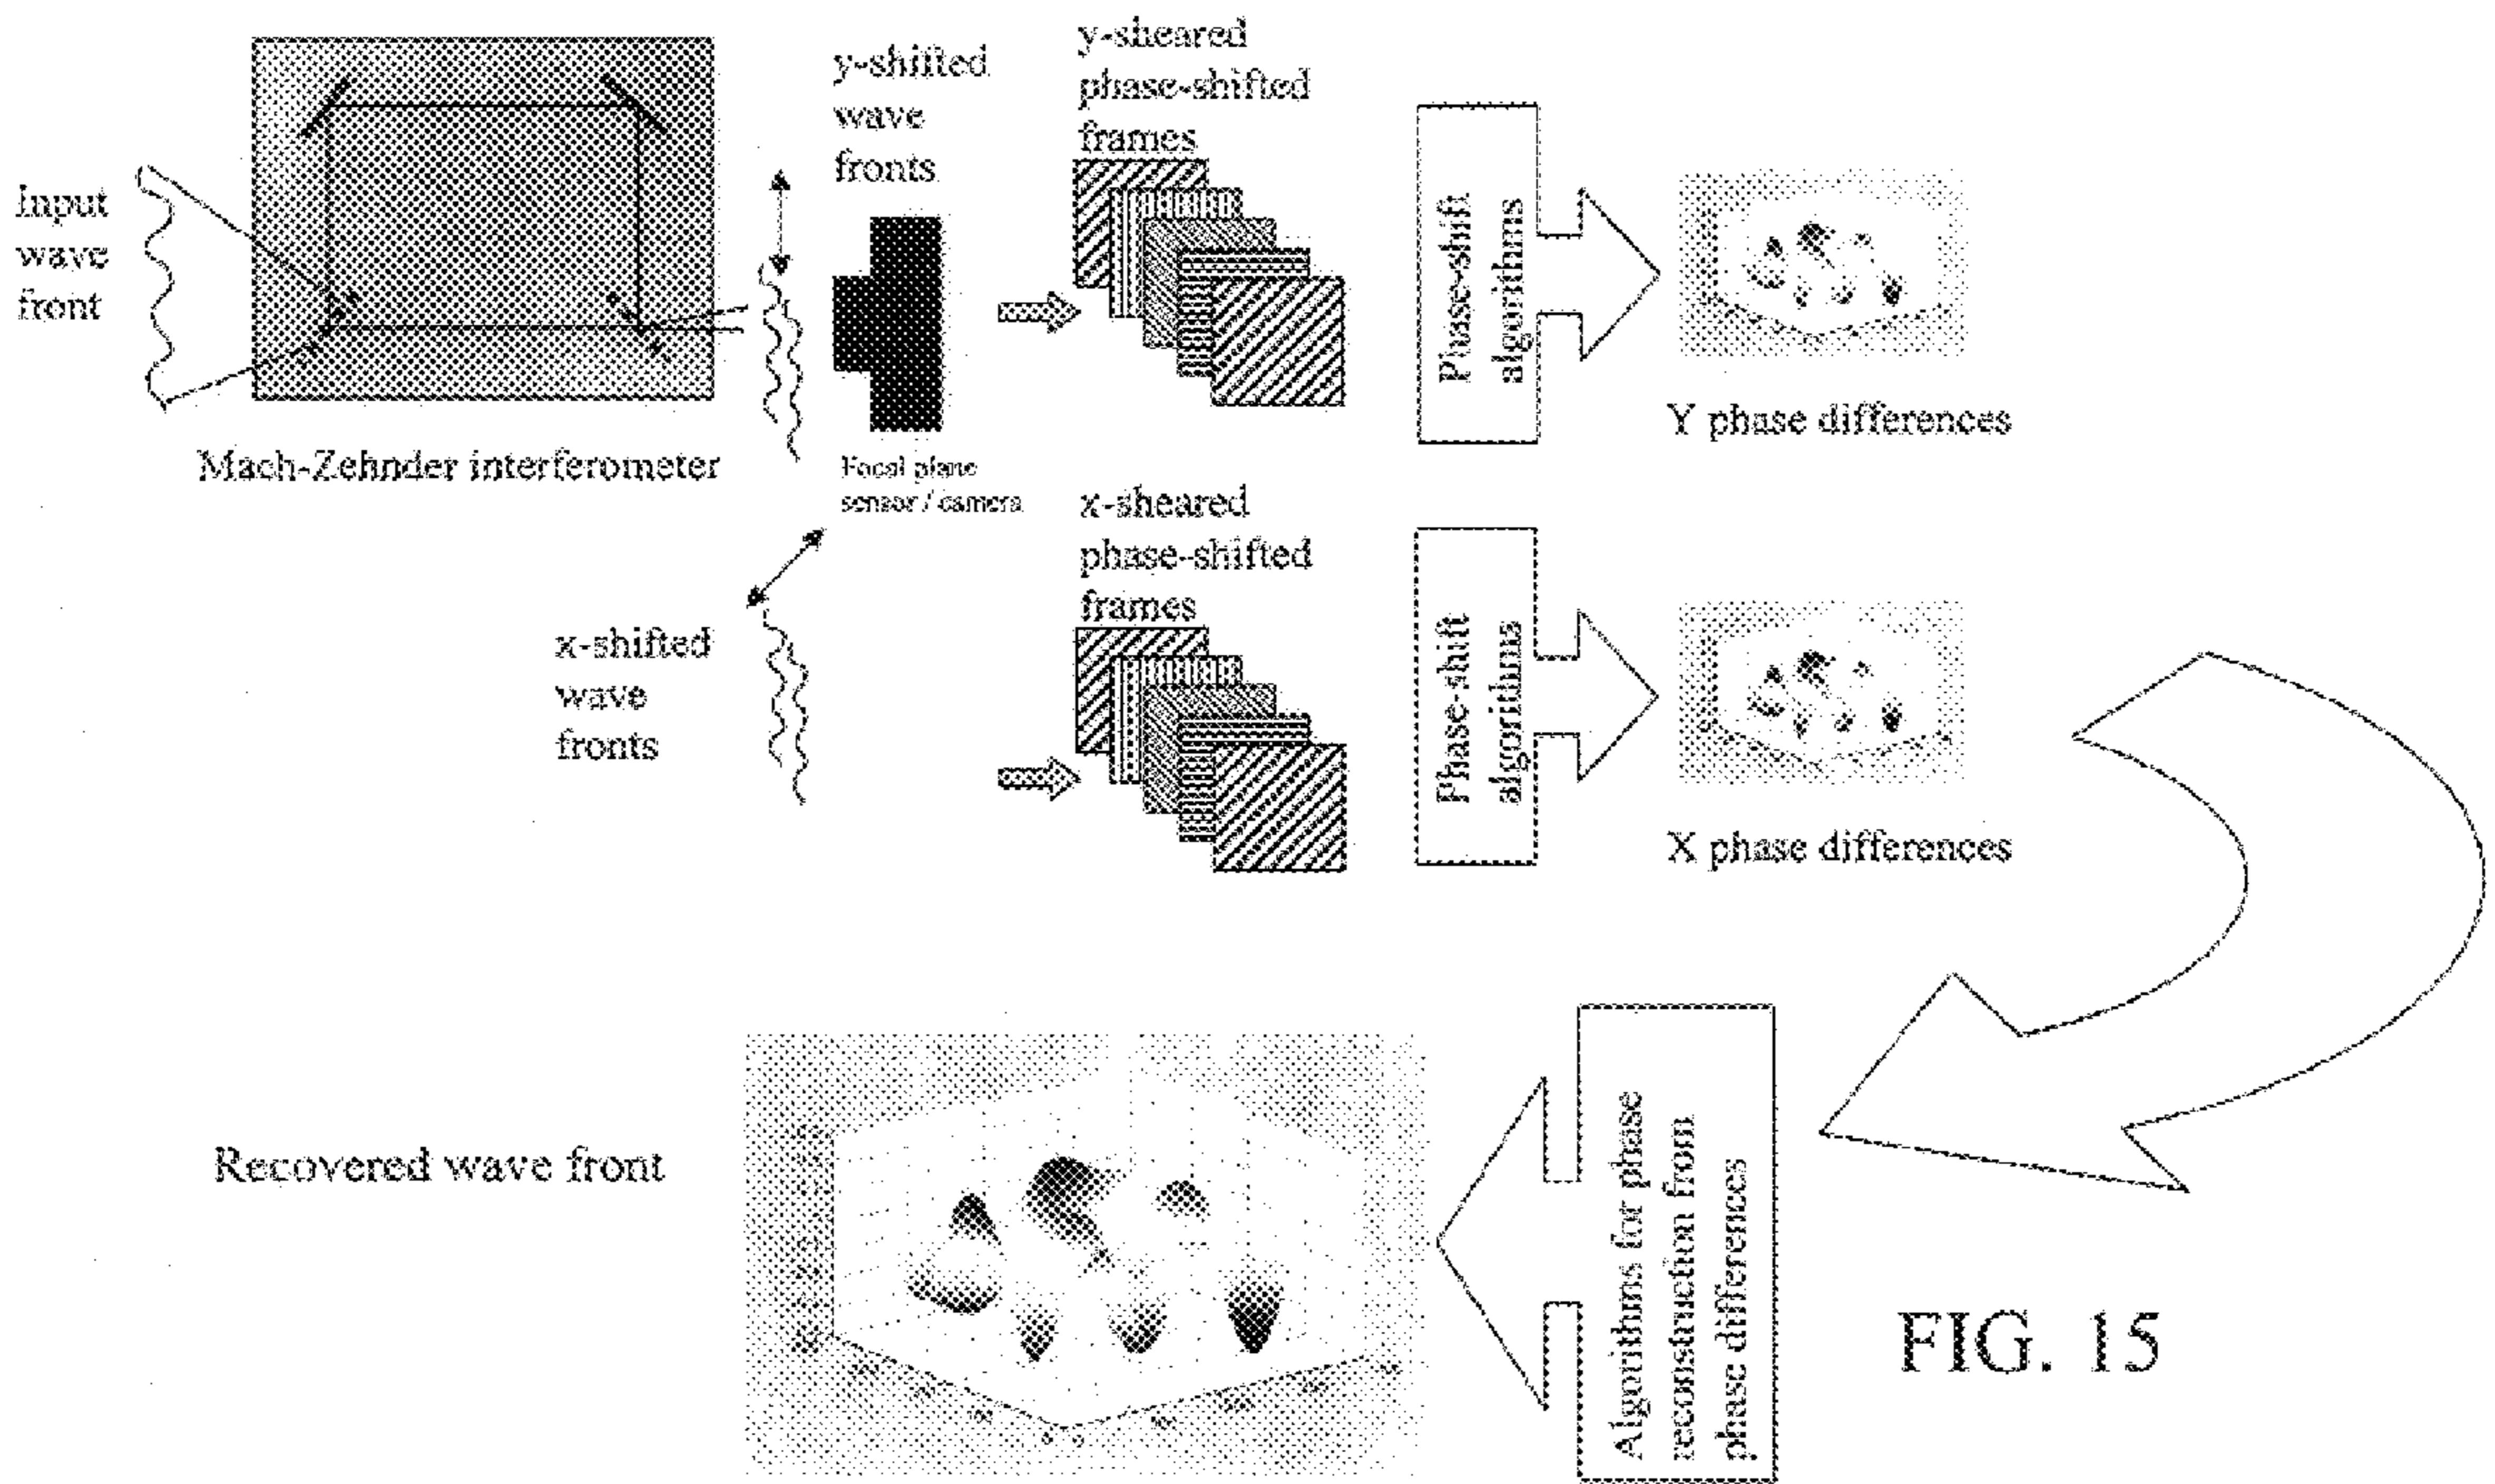 Input
wave
front
Mach-Zehnder interferometer
y-shifted
wave
fronts
Focal plane
sensor / camera
y-sheared
phase-shifted
frames
Phase-shift
algorithms
Y phase differences
x-shifted
wave
fronts
x-sheared
phase-shifted
frames
Phase-shift
algorithms
X phase differences
Algorithms for phase
reconstruction from
phase differences
Recovered wave front
0 0
FIG. 15